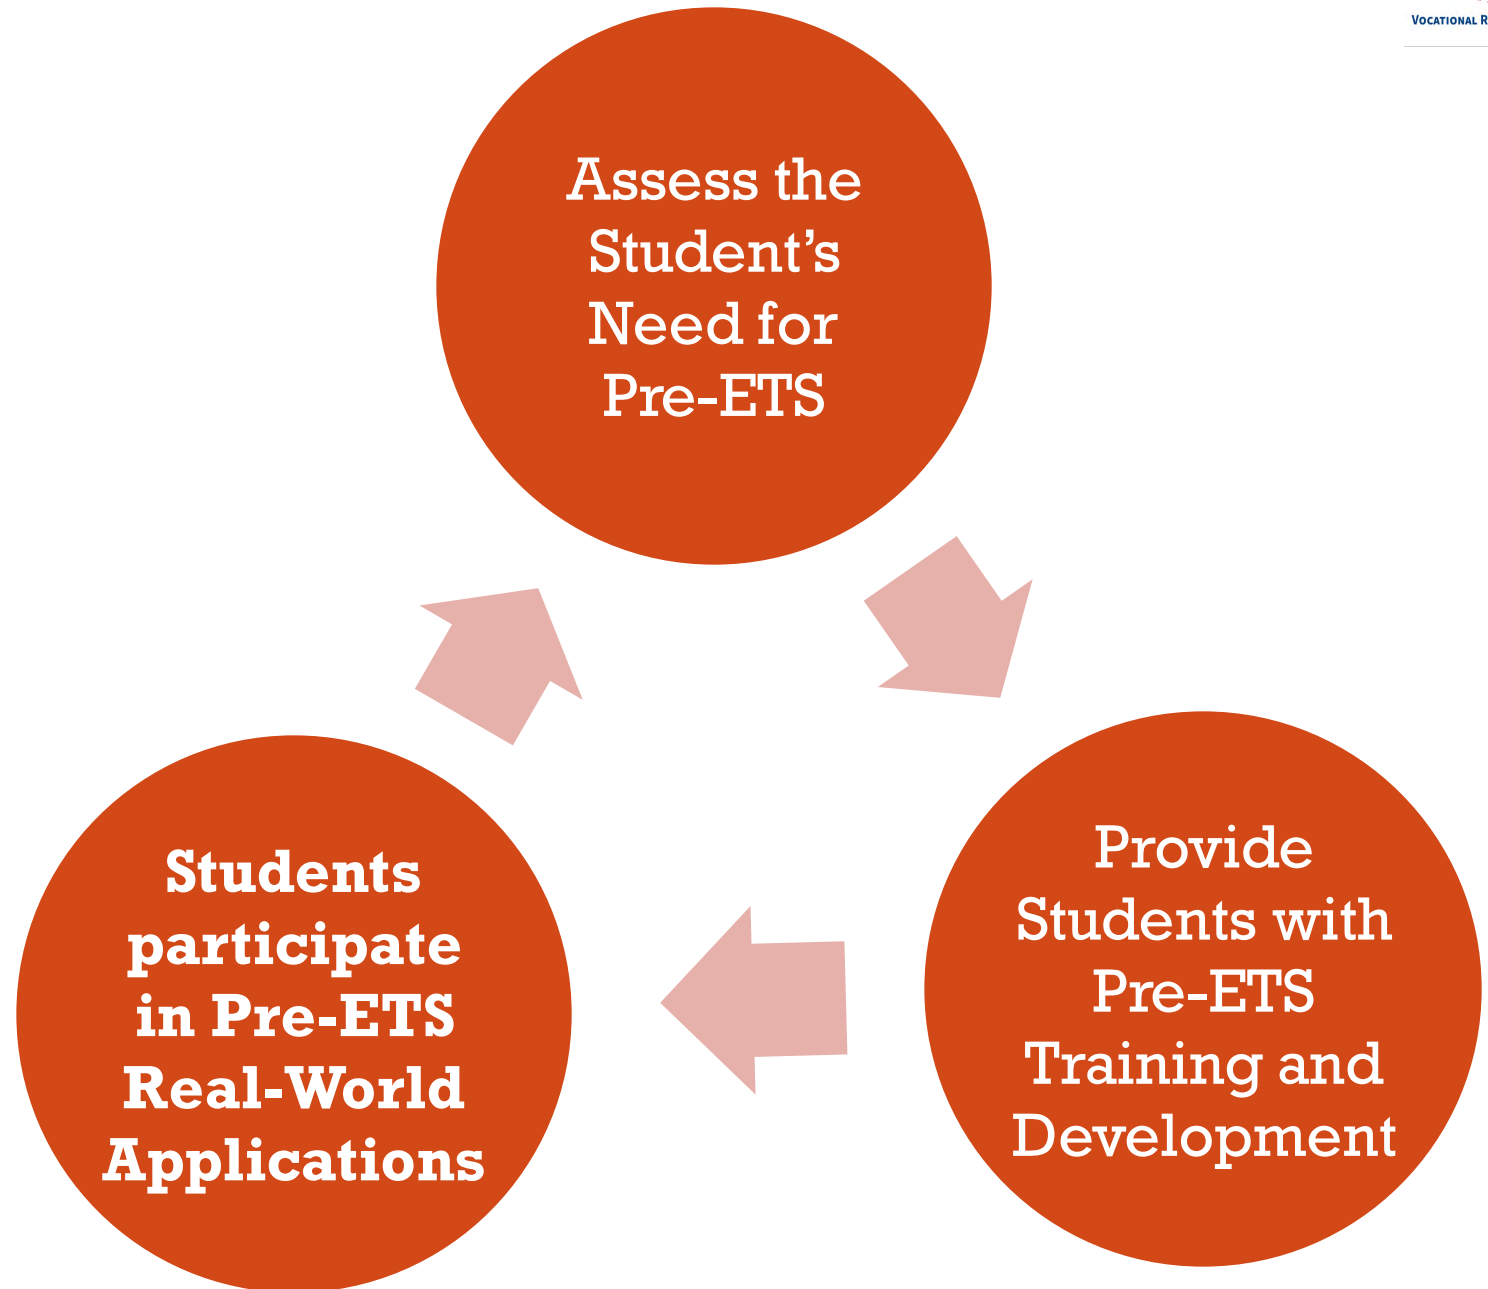 VOCATIONAL
Assess the
Student’s
Need for
Pre-ETS
Provide
Students with
Pre-ETS
Training and
Development
Students
participate
in Pre-ETS
Real-World
Applications